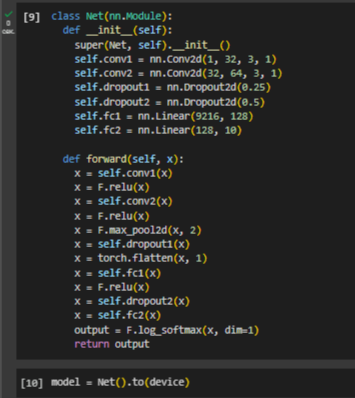 [9] class Net(nn.Module):
def __init__(self):
super(Net, self).__init__()
self.conv1 = nn.Conv2d(1, 32, 3, 1)
self.conv2 = nn.Conv2d(32, 64, 3, 1)
self.dropout1 = nn.Dropout2d(0.25)
self.dropout2 = nn.Dropout2d(0.5)
self.fc1 = nn.Linear(9216, 128)
self.fc2 = nn.Linear(128, 10)
def forward(self, x):
x = self.conv1(x)
x = F.relu(x)
x = self.conv2(x)
x = F.relu(x)
x = F.max_pool2d(x, 2)
x = self.dropout1(x)
x = torch.flatten(x, 1)
x = self.fc1(x)
x = F.relu(x)
x = self.dropout2(x)
x = self.fc2(x)
output = F.log_softmax(x, dim=1)
return output
[10] model = Net().to(device)